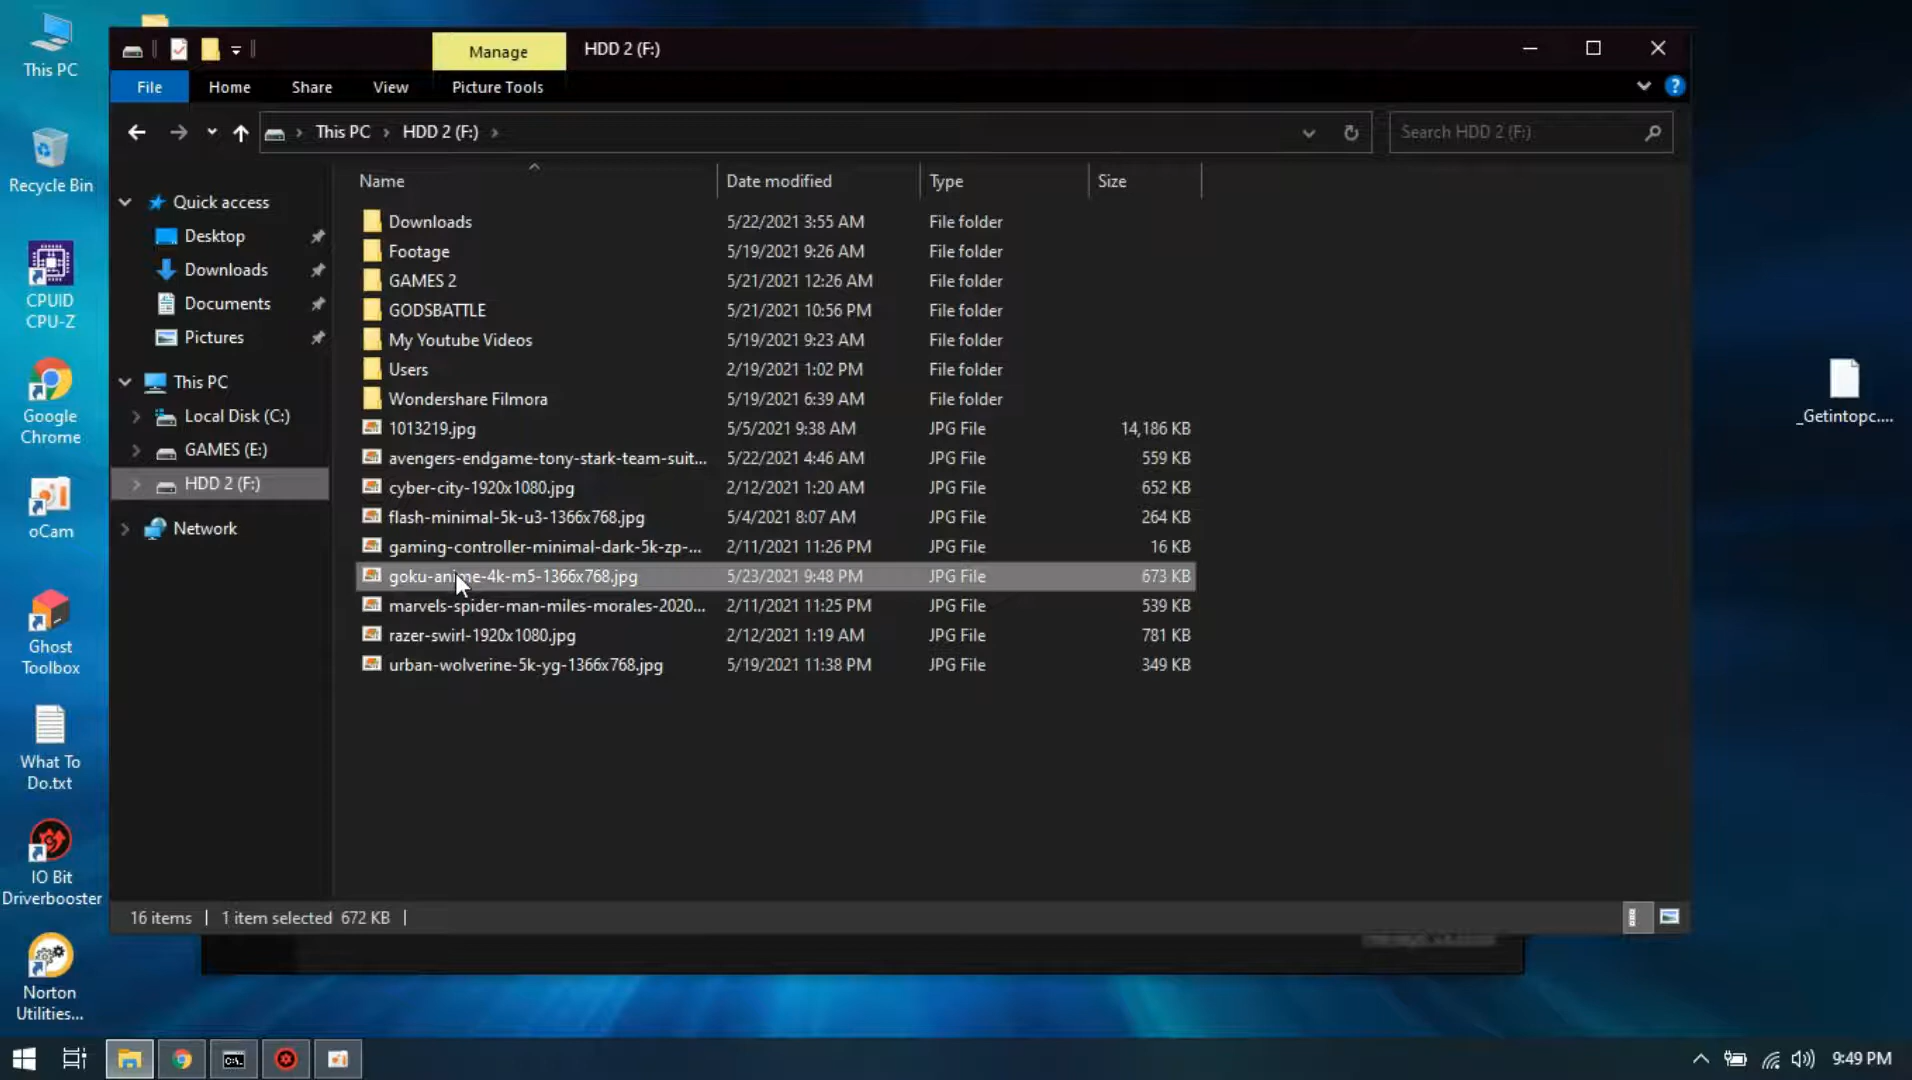 This PC
Recycle Bin
CPUID
CPU-Z
Google
Chrome
oCam
Ghost
Toolbox
What To
Do.txt
IO Bit
Driverbooster
Norton
Utilities...
Manage
HDD 2 (F:)
File Home Share View Picture Tools
This PC HDD 2 (F:)
Search HDD 2 (F:)
Quick access
Desktop
Downloads
Documents
Pictures
This PC
Local Disk (C:)
GAMES (E:)
HDD 2 (F:)
Network
Name Date modified Type Size
Downloads 5/22/2021 3:55 AM File folder
Footage 5/19/2021 9:26 AM File folder
GAMES 2 5/21/2021 12:26 AM File folder
GODSBATTLE 5/21/2021 10:56 PM File folder
My Youtube Videos 5/19/2021 9:23 AM File folder
Users 2/19/2021 1:02 PM File folder
Wondershare Filmora 5/19/2021 6:39 AM File folder
1013219.jpg 5/5/2021 9:38 AM JPG File 14,186 KB
avengers-endgame-tony-stark-team-suit... 5/22/2021 4:46 AM JPG File 559 KB
cyber-city-1920x1080.jpg 2/12/2021 1:20 AM JPG File 652 KB
flash-minimal-5k-u3-1366x768.jpg 5/4/2021 8:07 AM JPG File 264 KB
gaming-controller-minimal-dark-5k-zp-... 2/11/2021 11:26 PM JPG File 16 KB
goku-anime-4k-m5-1366x768.jpg 5/23/2021 9:48 PM JPG File 673 KB
marvels-spider-man-miles-morales-2020... 2/11/2021 11:25 PM JPG File 539 KB
razer-swirl-1920x1080.jpg 2/12/2021 1:19 AM JPG File 781 KB
urban-wolverine-5k-yg-1366x768.jpg 5/19/2021 11:38 PM JPG File 349 KB
16 items 1 item selected 672 KB
_Getintopc....
9:49 PM